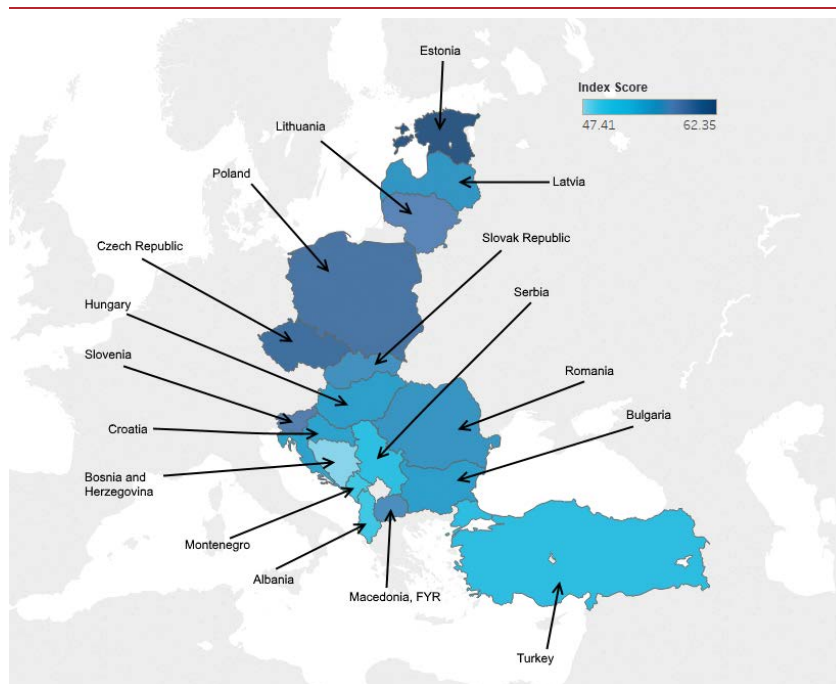 Estonia
Index Score
47.41 62.35
Lithuania
Poland
Latvia
Czech Republic
Slovak Republic
Hungary
Serbia
Slovenia
Romania
Croatia
Bulgaria
Bosnia and
Herzegovina
Montenegro
Albania
Macedonia, FYR
Turkey